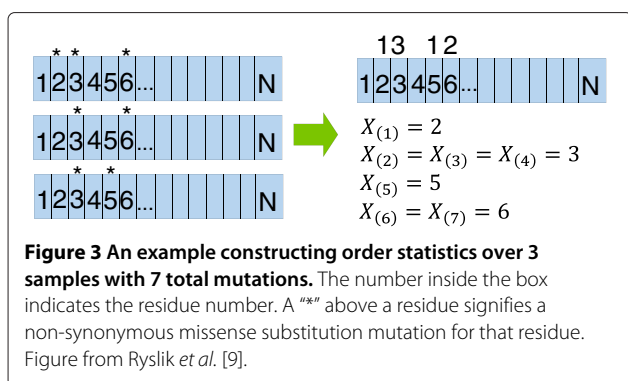 * * *
123456... N
* *
123456... N
* *
123456... N
13 12
123456... N
X(1) = 2
X(2) = X(3) = X(4) = 3
X(5) = 5
X(6) = X(7) = 6
Figure 3 An example constructing order statistics over 3
samples with 7 total mutations. The number inside the box
indicates the residue number. A “*” above a residue signifies a
non-synonymous missense substitution mutation for that residue.
Figure from Ryslik et al. [9].